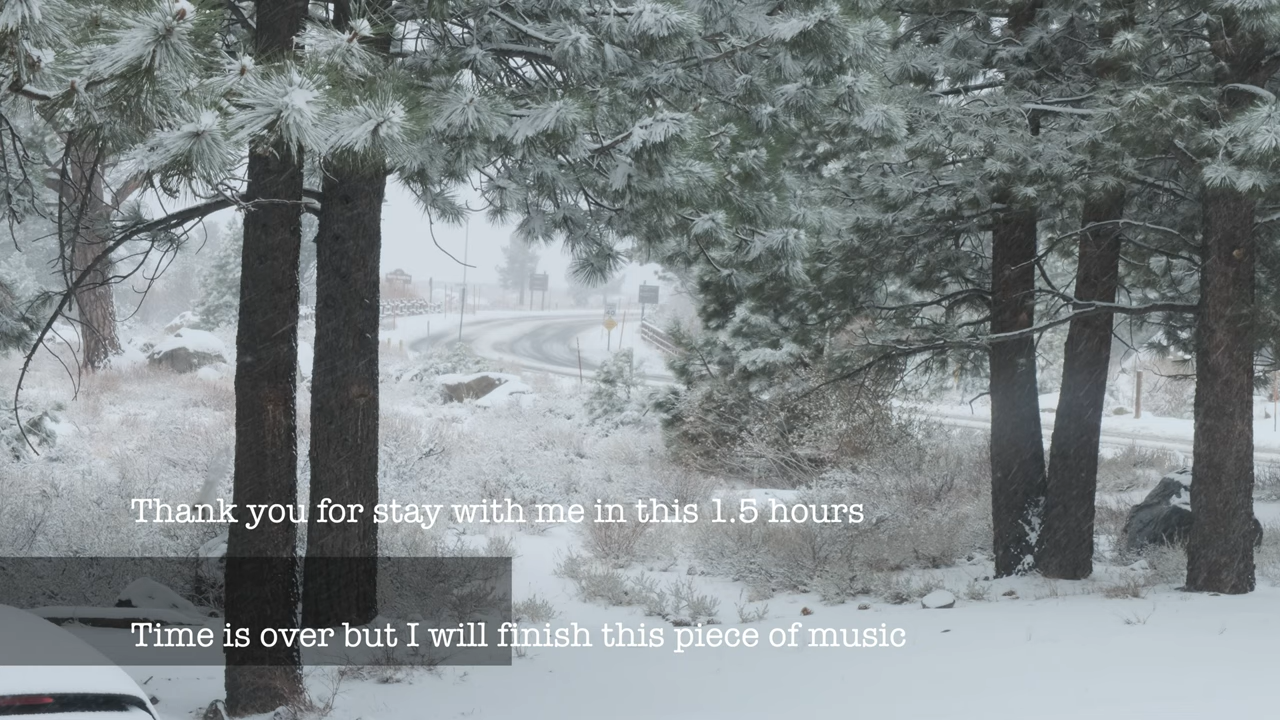 Thank you for stay with me in this 1.5 hours
Time is over but I will finish this piece of music